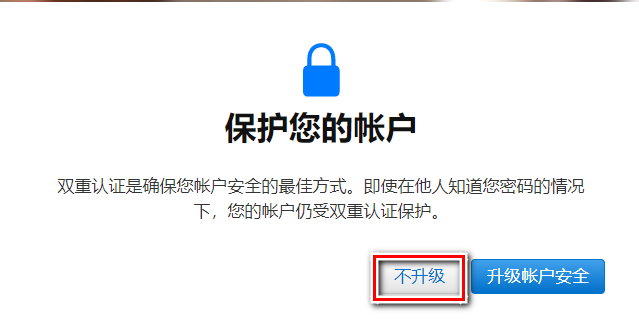 保护您的帐户
双重认证是确保您帐户安全的最佳方式。即使在他人知道您密码的情况
下，您的帐户仍受双重认证保护。
不升级
升级帐户安全